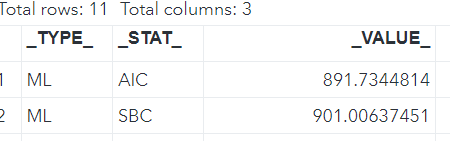 Total rows: 11 Total columns: 3
_TYPE_ _STAT_ _VALUE_
1 ML AIC 891.7344814
2 ML SBC 901.00637451